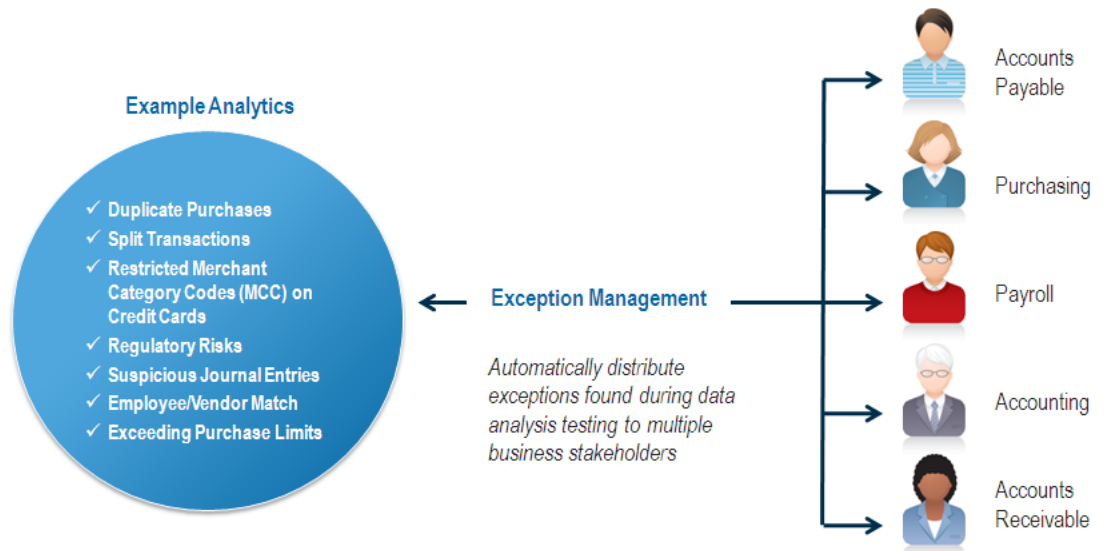 Example Analytics
✓ Duplicate Purchases
✓ Split Transactions
✓ Restricted Merchant
Category Codes (MCC) on
Credit Cards
✓ Regulatory Risks
✓ Suspicious Journal Entries
✓ Employee/Vendor Match
✓ Exceeding Purchase Limits
Exception Management
Automatically distribute
exceptions found during data
analysis testing to multiple
business stakeholders
Accounts
Payable
Purchasing
Payroll
Accounting
Accounts
Receivable